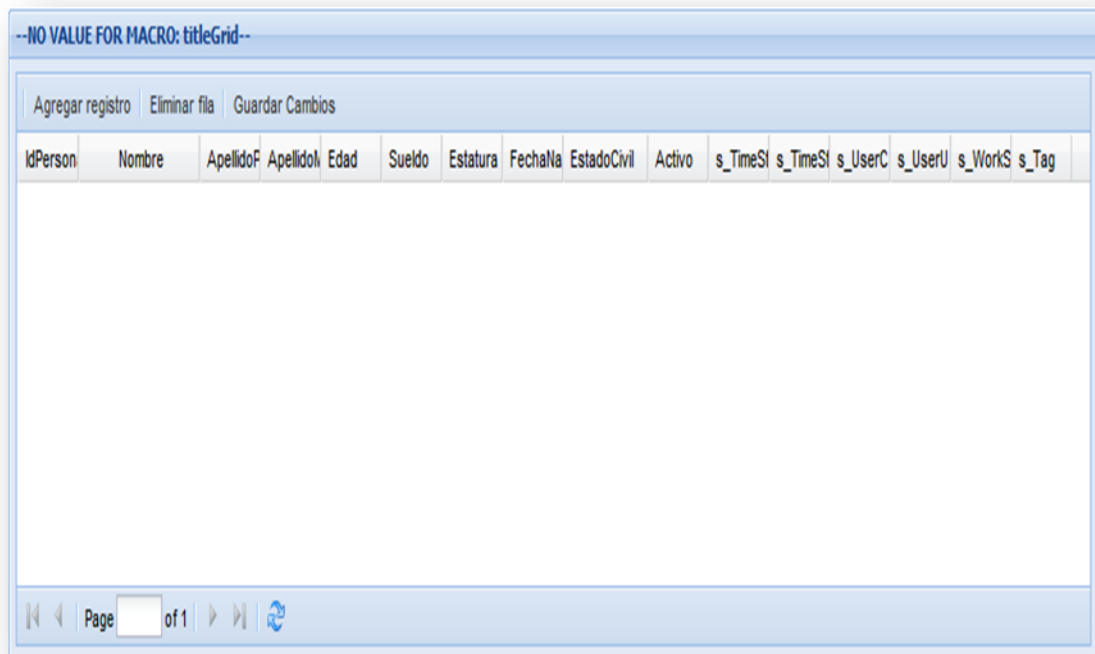 --NO VALUE FOR MACRO: titleGrid--
Agregar registro Eliminar fila Guardar Cambios
IdPerson Nombre ApellidoP ApellidoM Edad Sueldo Estatura FechaNa EstadoCivil Activo s_TimeSt s_TimeSt s_UserC s_UserU s_WorkS s_Tag
Page of 1